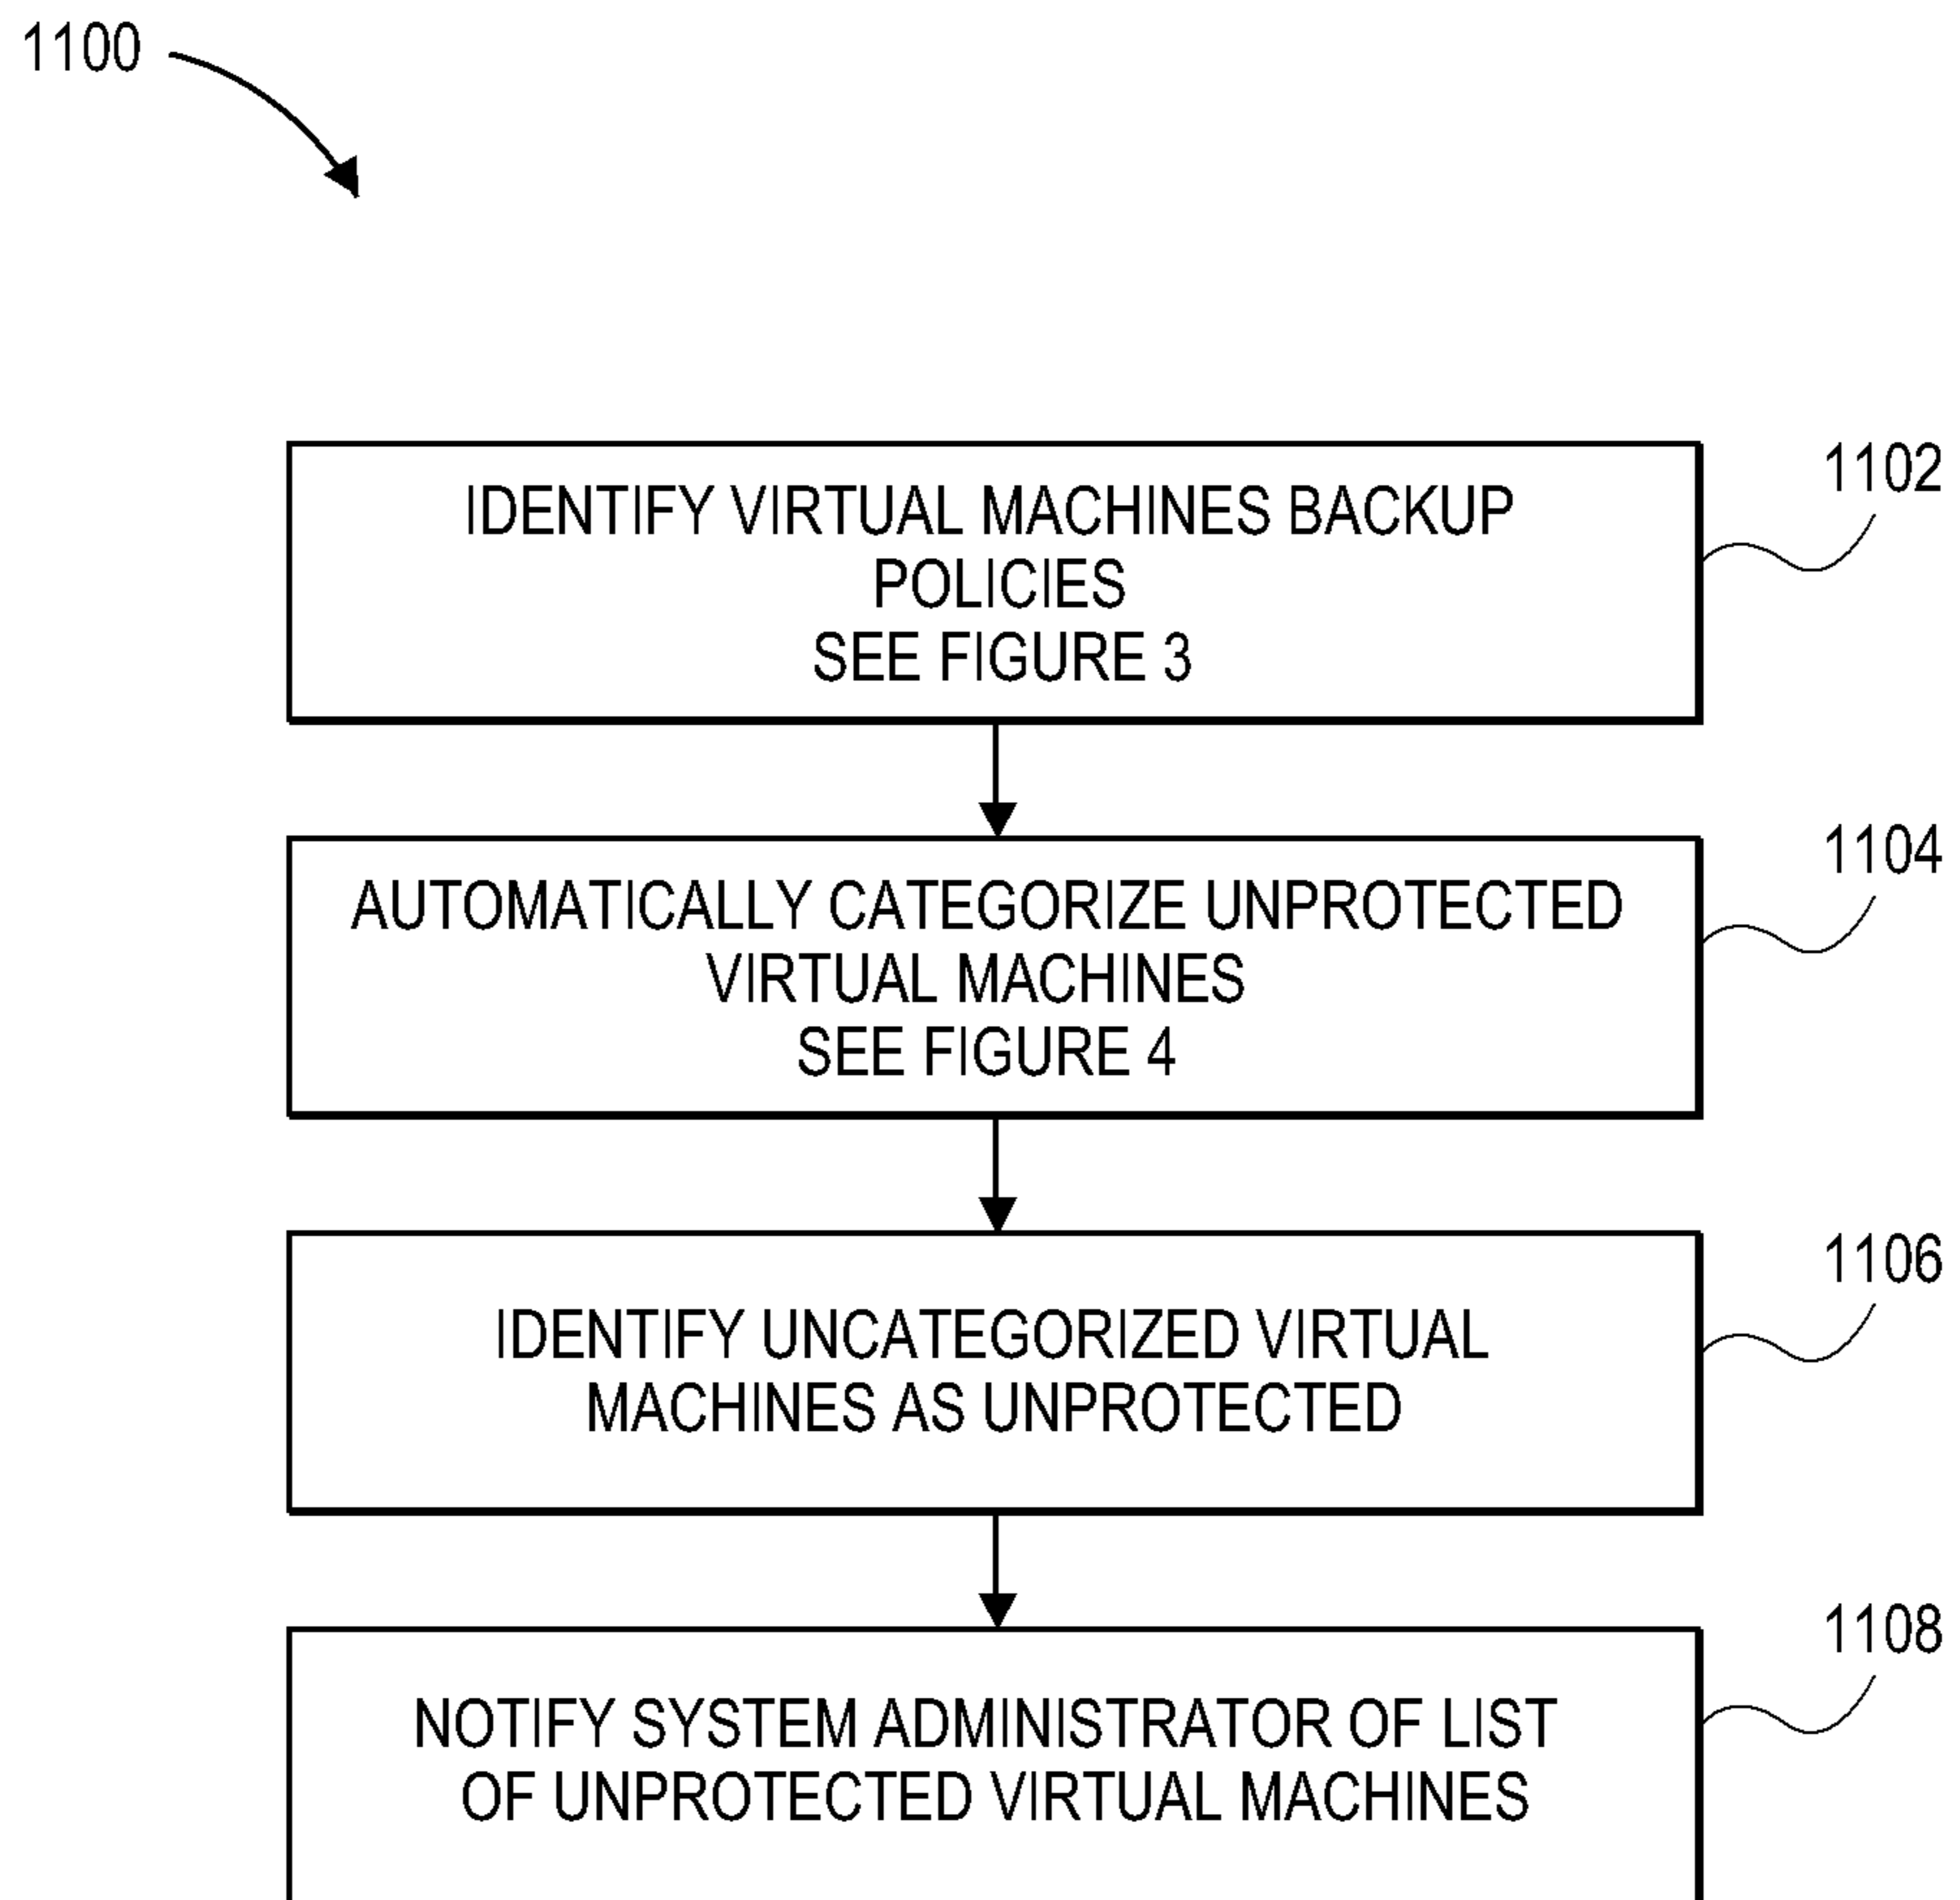 1100
IDENTIFY VIRTUAL MACHINES BACKUP
POLICIES
SEE FIGURE 3
1102
AUTOMATICALLY CATEGORIZE UNPROTECTED
VIRTUAL MACHINES
SEE FIGURE 4
1104
IDENTIFY UNCATEGORIZED VIRTUAL
MACHINES AS UNPROTECTED
1106
NOTIFY SYSTEM ADMINISTRATOR OF LIST
OF UNPROTECTED VIRTUAL MACHINES
1108